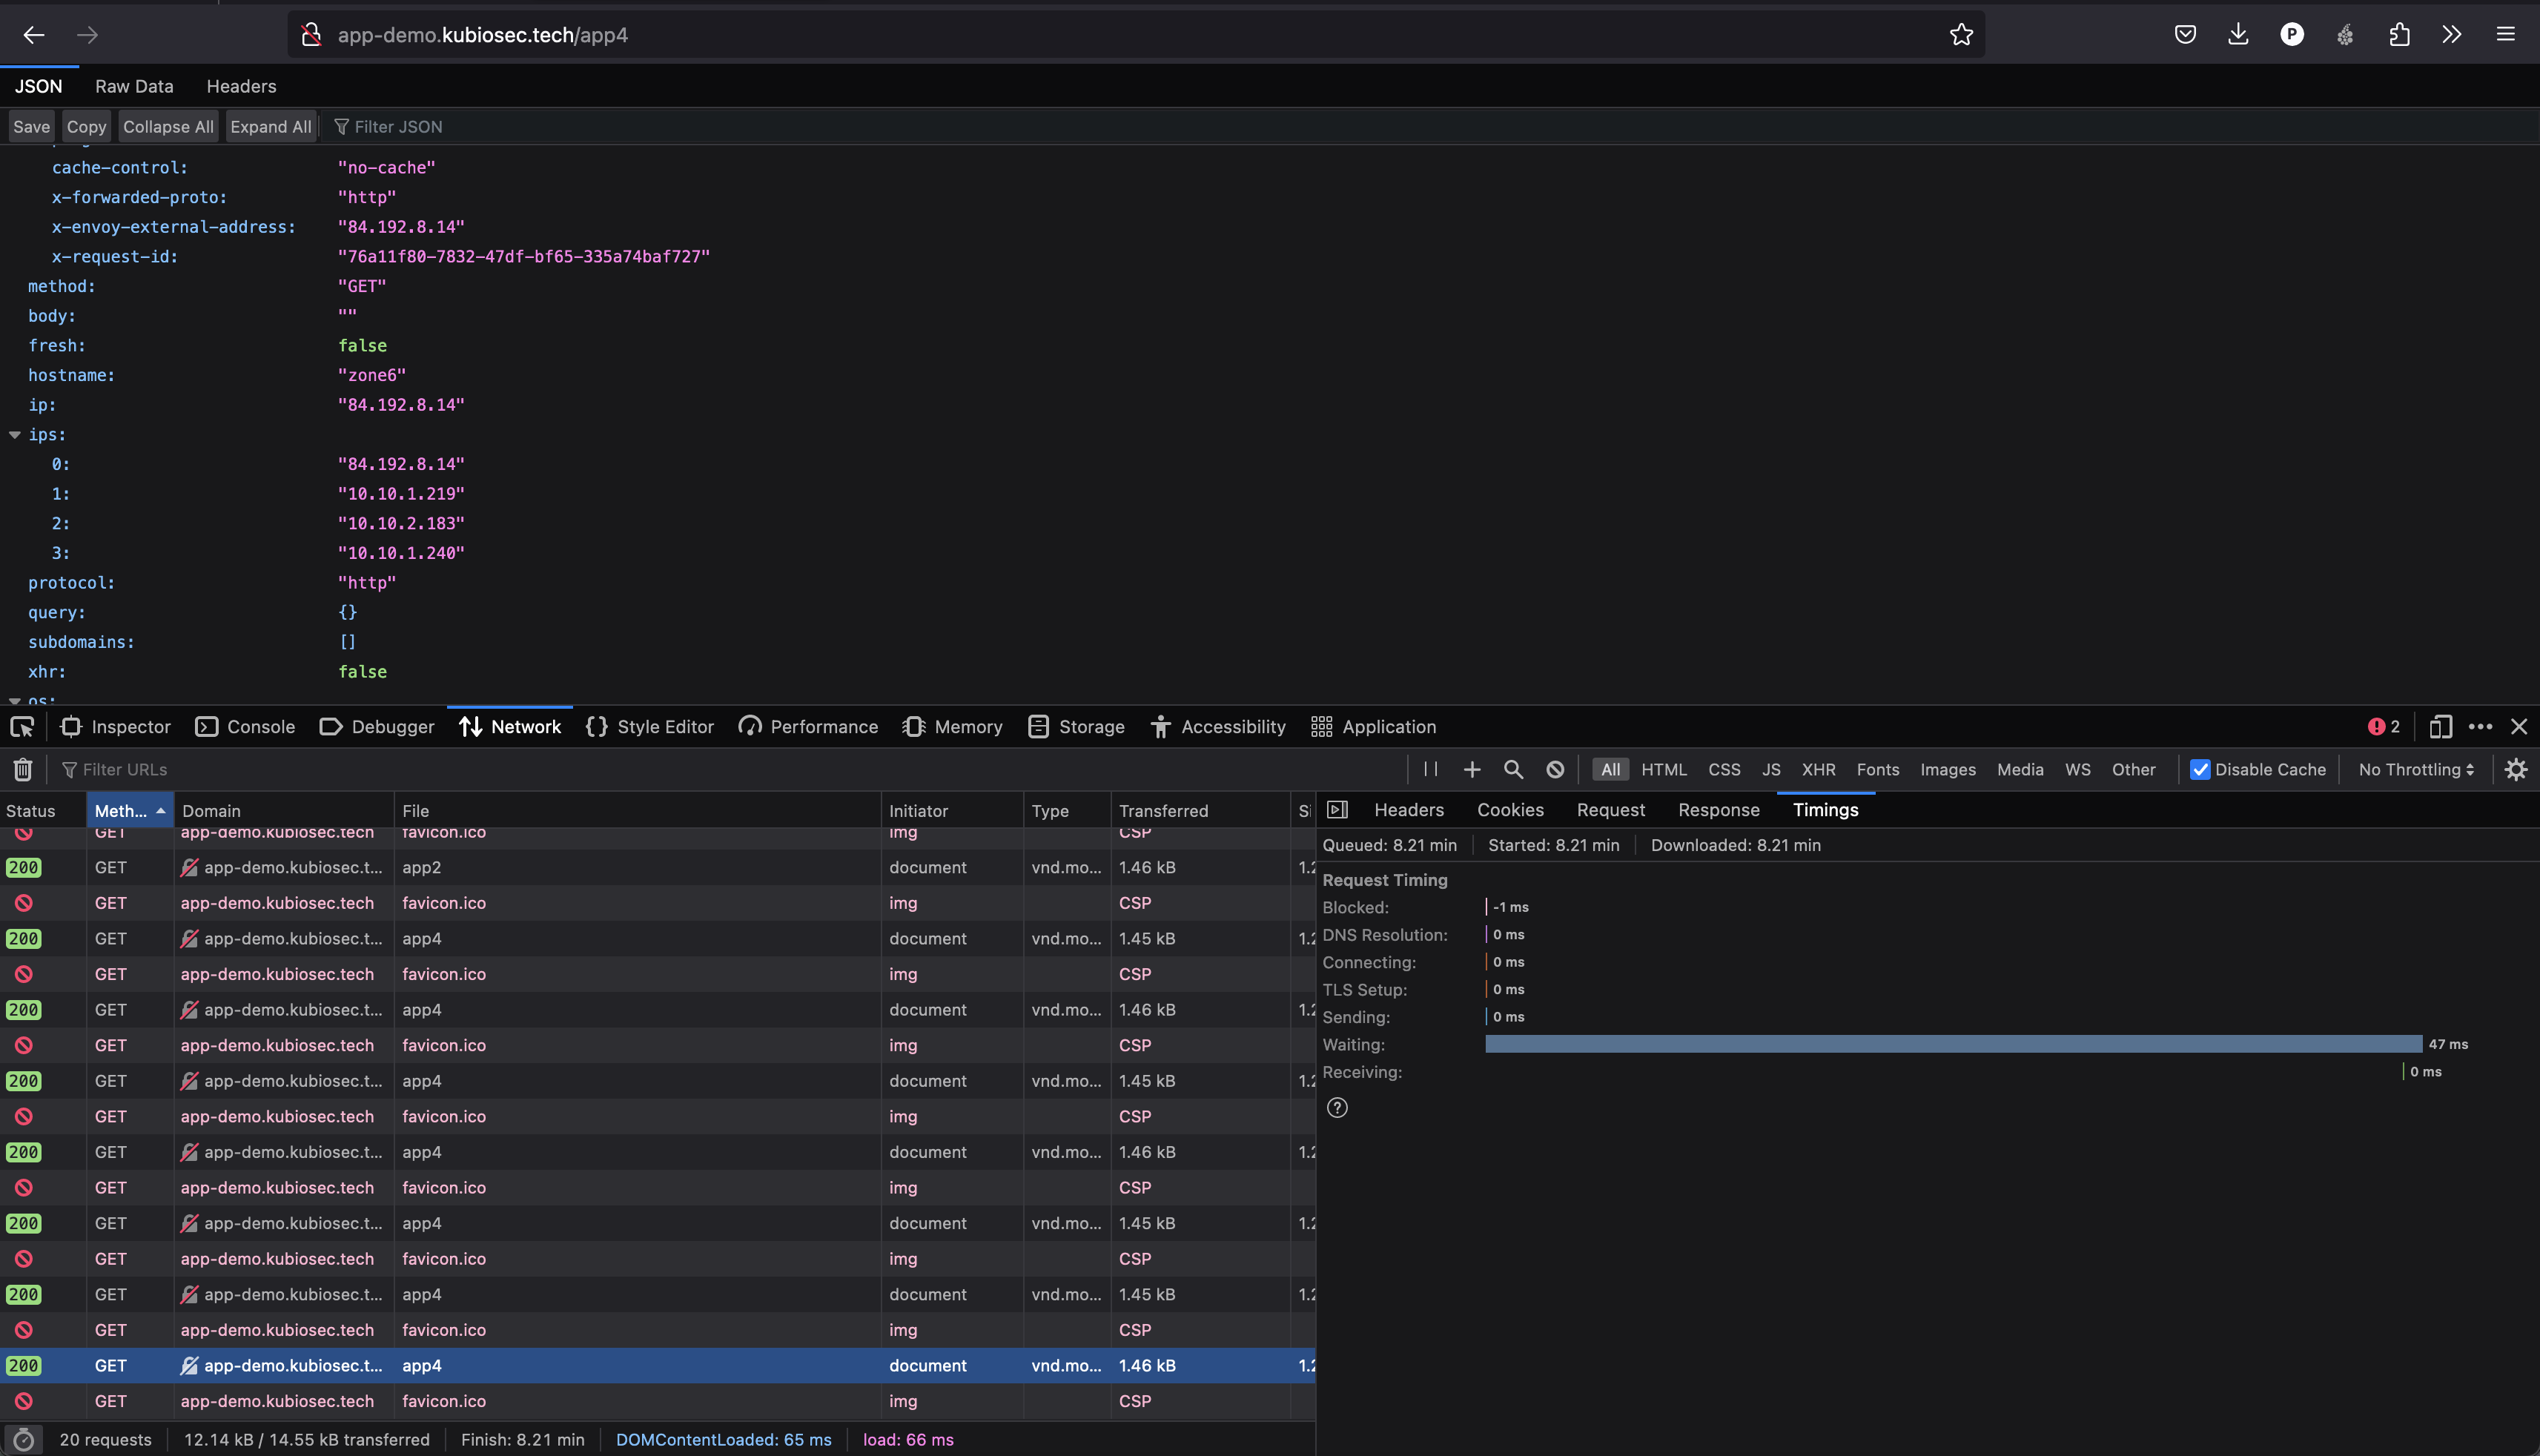 app-demo.kubiosec.tech/app4
P
JSON Raw Data Headers
Save Copy Collapse All Expand All Filter JSON
cache-control: "no-cache"
x-forwarded-proto: "http"
x-envoy-external-address: "84.192.8.14"
x-request-id: "76a11f80-7832-47df-bf65-335a74baf727"
method: "GET"
body: ""
fresh: false
hostname: "zone6"
ip: "84.192.8.14"
ips:
0: "84.192.8.14"
1: "10.10.1.219"
2: "10.10.2.183"
3: "10.10.1.240"
protocol: "http"
query: {}
subdomains: []
xhr: false
os:
Inspector Console Debugger Network Style Editor Performance Memory Storage Accessibility Application 2
Filter URLs All HTML CSS JS XHR Fonts Images Media WS Other Disable Cache No Throttling
Status Meth... Domain File Initiator Type Transferred Si
GET app-demo.kubiosec.tech favicon.ico img CSP
200 GET app-demo.kubiosec.t... app2 document vnd.mo... 1.46 kB 1.2
GET app-demo.kubiosec.tech favicon.ico img CSP
200 GET app-demo.kubiosec.t... app4 document vnd.mo... 1.45 kB 1.2
GET app-demo.kubiosec.tech favicon.ico img CSP
200 GET app-demo.kubiosec.t... app4 document vnd.mo... 1.46 kB 1.2
GET app-demo.kubiosec.tech favicon.ico img CSP
200 GET app-demo.kubiosec.t... app4 document vnd.mo... 1.45 kB 1.2
GET app-demo.kubiosec.tech favicon.ico img CSP
200 GET app-demo.kubiosec.t... app4 document vnd.mo... 1.46 kB 1.2
GET app-demo.kubiosec.tech favicon.ico img CSP
200 GET app-demo.kubiosec.t... app4 document vnd.mo... 1.45 kB 1.2
GET app-demo.kubiosec.tech favicon.ico img CSP
200 GET app-demo.kubiosec.t... app4 document vnd.mo... 1.45 kB 1.2
GET app-demo.kubiosec.tech favicon.ico img CSP
200 GET app-demo.kubiosec.t... app4 document vnd.mo... 1.46 kB 1.2
GET app-demo.kubiosec.tech favicon.ico img CSP
20 requests 12.14 kB / 14.55 kB transferred Finish: 8.21 min DOMContentLoaded: 65 ms load: 66 ms
Headers Cookies Request Response Timings
Queued: 8.21 min Started: 8.21 min Downloaded: 8.21 min
Request Timing
Blocked: -1 ms
DNS Resolution: 0 ms
Connecting: 0 ms
TLS Setup: 0 ms
Sending: 0 ms
Waiting: 47 ms
Receiving: 0 ms